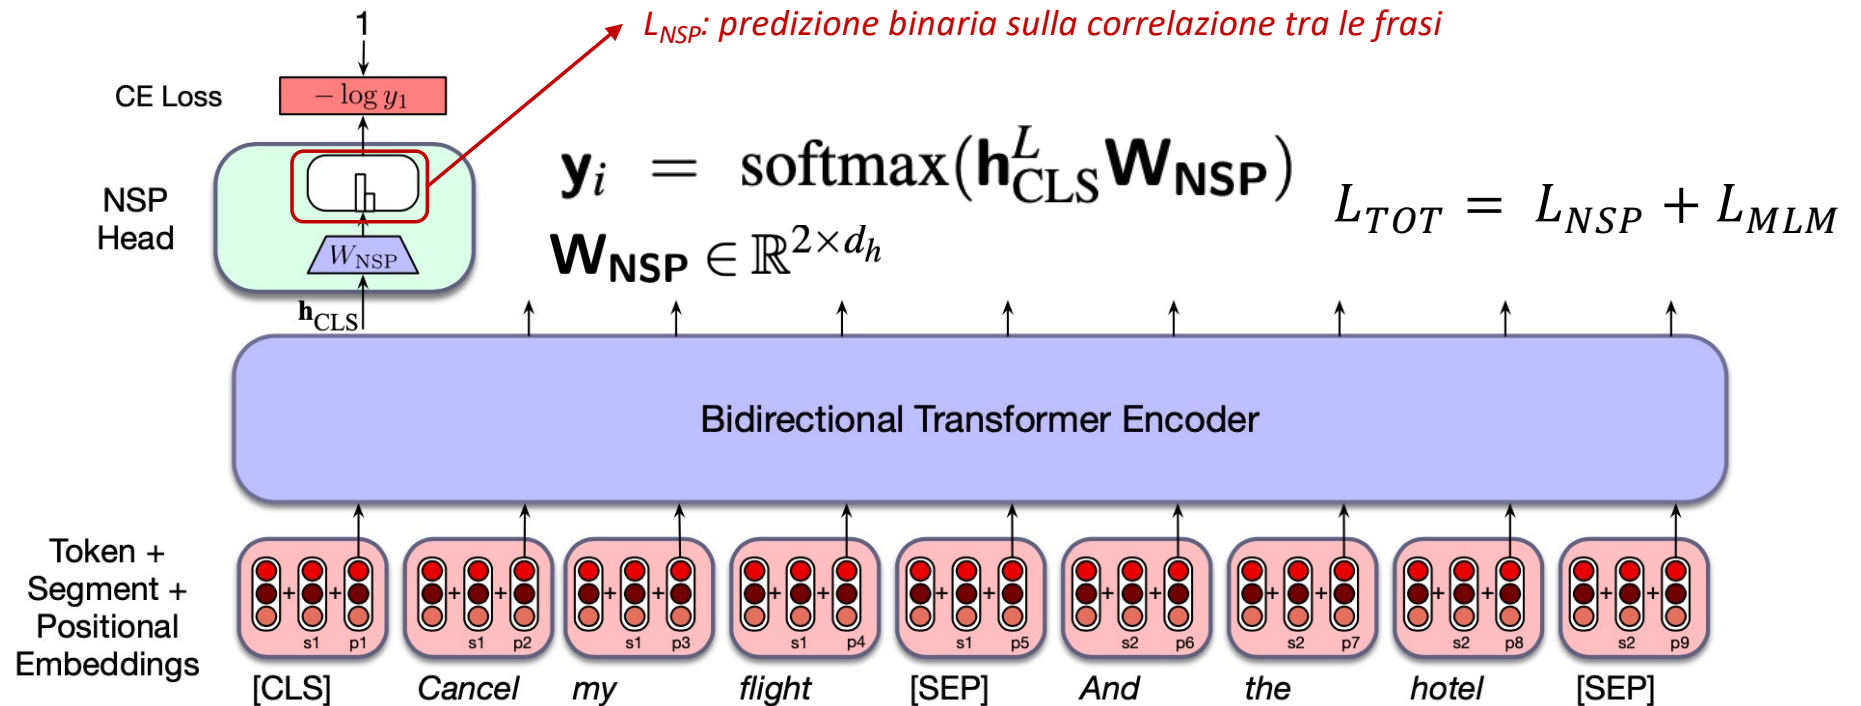 1
L_NSP: predizione binaria sulla correlazione tra le frasi
CE Loss
− log y₁
NSP
Head
W_NSP
h_CLS
y_i = softmax(h^L_CLS W_NSP)
W_NSP ∈ ℝ^{2×d_h}
L_TOT = L_NSP + L_MLM
Bidirectional Transformer Encoder
Token +
Segment +
Positional
Embeddings
+ + + + + + + + + + + + + + + + + +
s1 p1 s1 p2 s1 p3 s1 p4 s1 p5 s2 p6 s2 p7 s2 p8 s2 p9
[CLS] Cancel my flight [SEP] And the hotel [SEP]